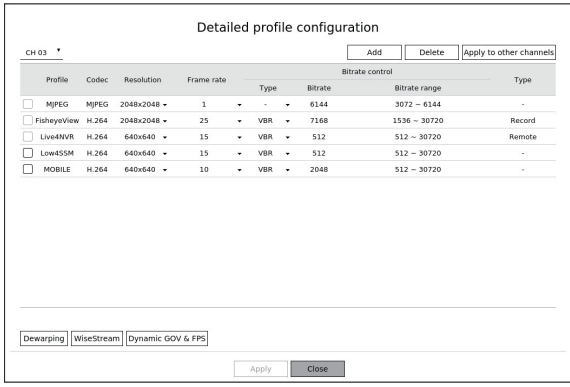 Detailed profile configuration
CH 03 Add Delete Apply to other channels
Bitrate control
Profile Codec Resolution Frame rate Type
Type Bitrate Bitrate range
MJPEG MJPEG 2048x2048 1 - 6144 3072 ~ 6144 -
FisheyeView H.264 2048x2048 25 VBR 7168 1536 ~ 30720 Record
Live4NVR H.264 640x640 15 VBR 512 512 ~ 30720 Remote
Low4SSM H.264 640x640 15 VBR 512 512 ~ 30720 -
MOBILE H.264 640x640 10 VBR 2048 512 ~ 30720 -
Dewarping WiseStream Dynamic GOV & FPS
Apply Close